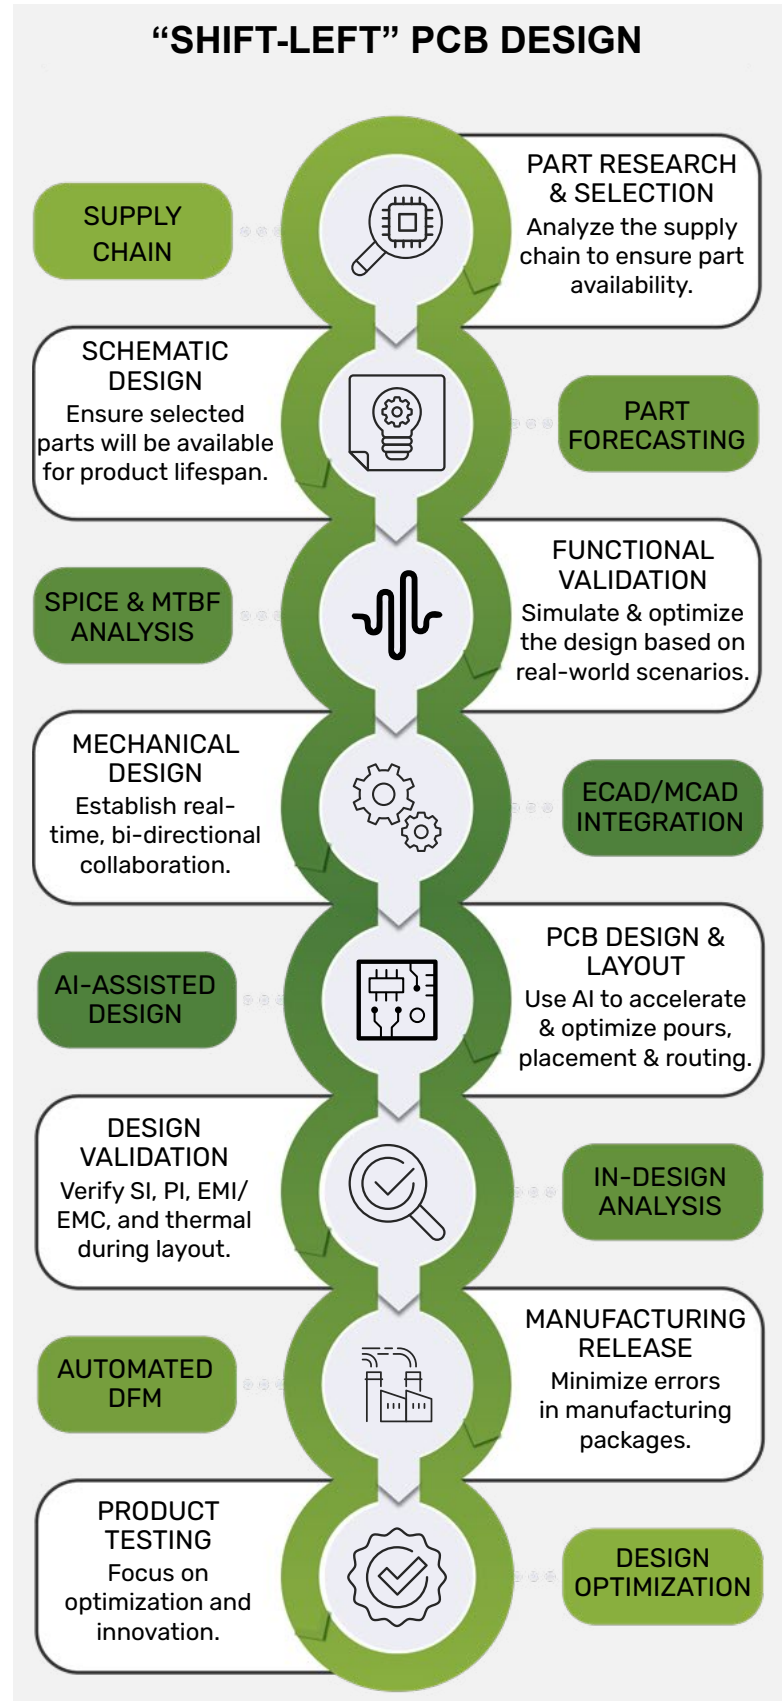 “SHIFT-LEFT” PCB DESIGN
SUPPLY
CHAIN
PART RESEARCH
& SELECTION
Analyze the supply
chain to ensure part
availability.
SCHEMATIC
DESIGN
Ensure selected
parts will be available
for product lifespan.
PART
FORECASTING
SPICE & MTBF
ANALYSIS
FUNCTIONAL
VALIDATION
Simulate & optimize
the design based on
real-world scenarios.
MECHANICAL
DESIGN
Establish real-
time, bi-directional
collaboration.
ECAD/MCAD
INTEGRATION
AI-ASSISTED
DESIGN
PCB DESIGN &
LAYOUT
Use AI to accelerate
& optimize pours,
placement & routing.
DESIGN
VALIDATION
Verify SI, PI, EMI/
EMC, and thermal
during layout.
IN-DESIGN
ANALYSIS
AUTOMATED
DFM
MANUFACTURING
RELEASE
Minimize errors
in manufacturing
packages.
PRODUCT
TESTING
Focus on
optimization and
innovation.
DESIGN
OPTIMIZATION